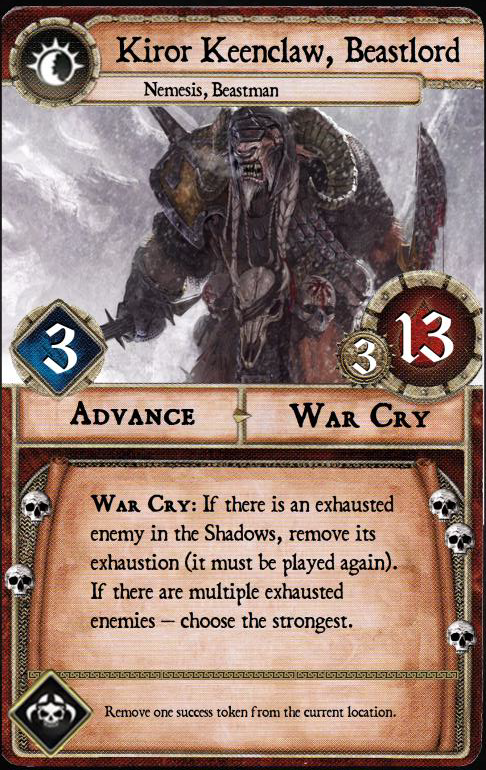 Kiror Keenclaw, Beastlord
Nemesis, Beastman
3
3
13
Advance
War Cry
War Cry: If there is an exhausted
enemy in the Shadows, remove its
exhaustion (it must be played again).
If there are multiple exhausted
enemies – choose the strongest.
Remove one success token from the current location.